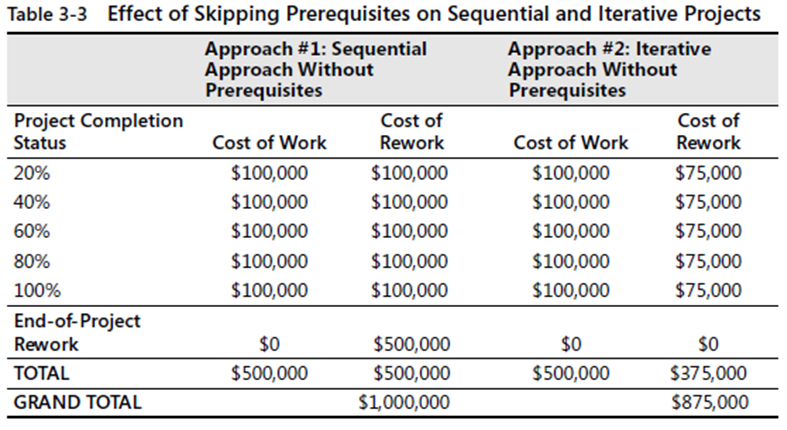 Table 3-3 Effect of Skipping Prerequisites on Sequential and Iterative Projects
Approach #1: Sequential Approach #2: Iterative
Approach Without Approach Without
Prerequisites Prerequisites
Project Completion Cost of Cost of
Status Cost of Work Rework Cost of Work Rework
20% $100,000 $100,000 $100,000 $75,000
40% $100,000 $100,000 $100,000 $75,000
60% $100,000 $100,000 $100,000 $75,000
80% $100,000 $100,000 $100,000 $75,000
100% $100,000 $100,000 $100,000 $75,000
End-of-Project
Rework $0 $500,000 $0 $0
TOTAL $500,000 $500,000 $500,000 $375,000
GRAND TOTAL $1,000,000 $875,000